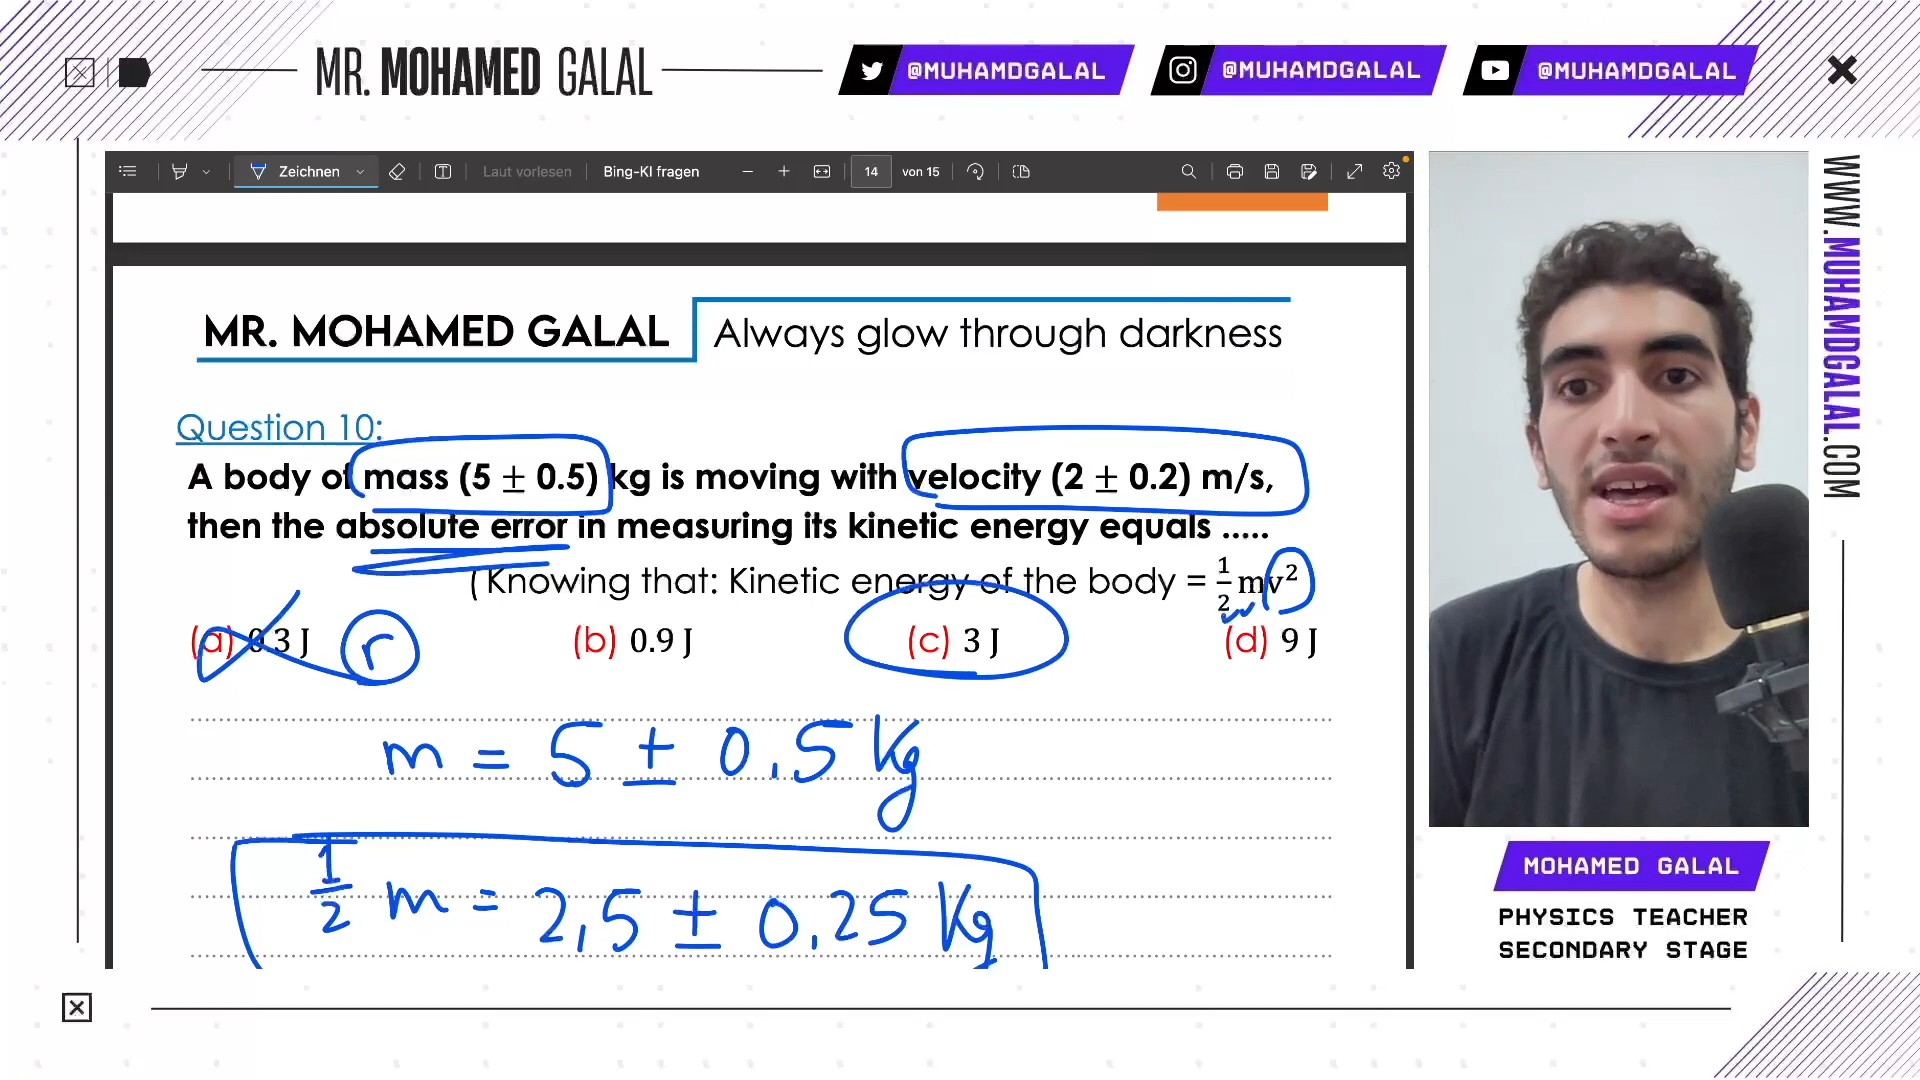 MR. MOHAMED GALAL
@MUHAMDGALAL
@MUHAMDGALAL
@MUHAMDGALAL
Zeichnen
Laut vorlesen
Bing-KI fragen
14 von 15
MR. MOHAMED GALAL
Always glow through darkness
Question 10:
A body of mass (5 ± 0.5) kg is moving with velocity (2 ± 0.2) m/s,
then the absolute error in measuring its kinetic energy equals .....
(Knowing that: Kinetic energy of the body = 1/2 mv²
(a) 0.3 J r (b) 0.9 J (c) 3 J (d) 9 J
m = 5 ± 0.5 Kg
1/2 m = 2,5 ± 0.25 Kg
WWW.MUHAMDGALAL.COM
MOHAMED GALAL
PHYSICS TEACHER
SECONDARY STAGE